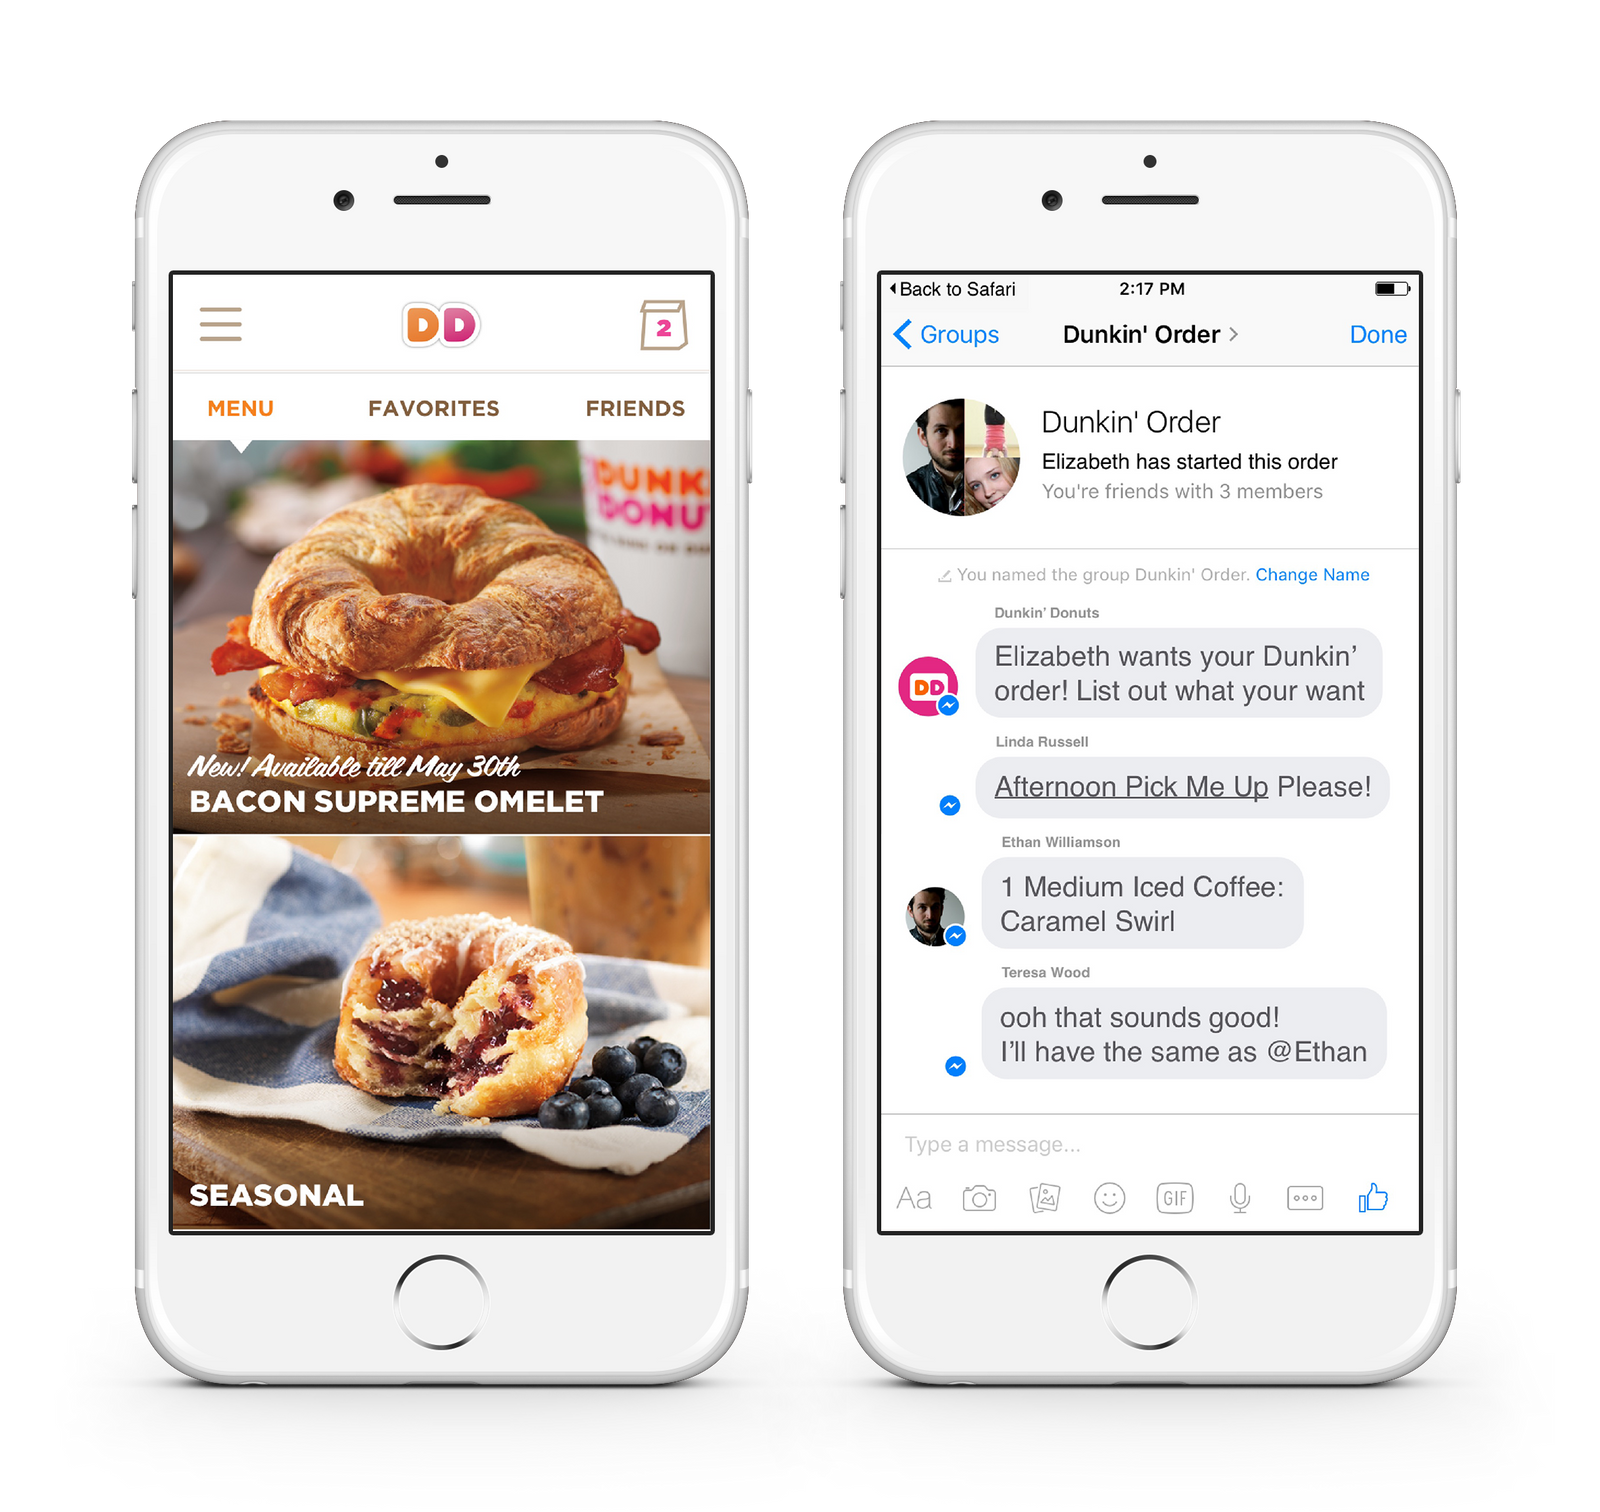 DD
2
MENU
FAVORITES
FRIENDS
DUNK
DONU
New! Available till May 30th
BACON SUPREME OMELET
SEASONAL
Back to Safari
2:17 PM
Groups
Dunkin' Order
Done
Dunkin' Order
Elizabeth has started this order
You're friends with 3 members
You named the group Dunkin' Order. Change Name
Dunkin’ Donuts
DD
Elizabeth wants your Dunkin’
order! List out what your want
Linda Russell
Afternoon Pick Me Up Please!
Ethan Williamson
1 Medium Iced Coffee:
Caramel Swirl
Teresa Wood
ooh that sounds good!
I’ll have the same as @Ethan
Type a message...
Aa
GIF